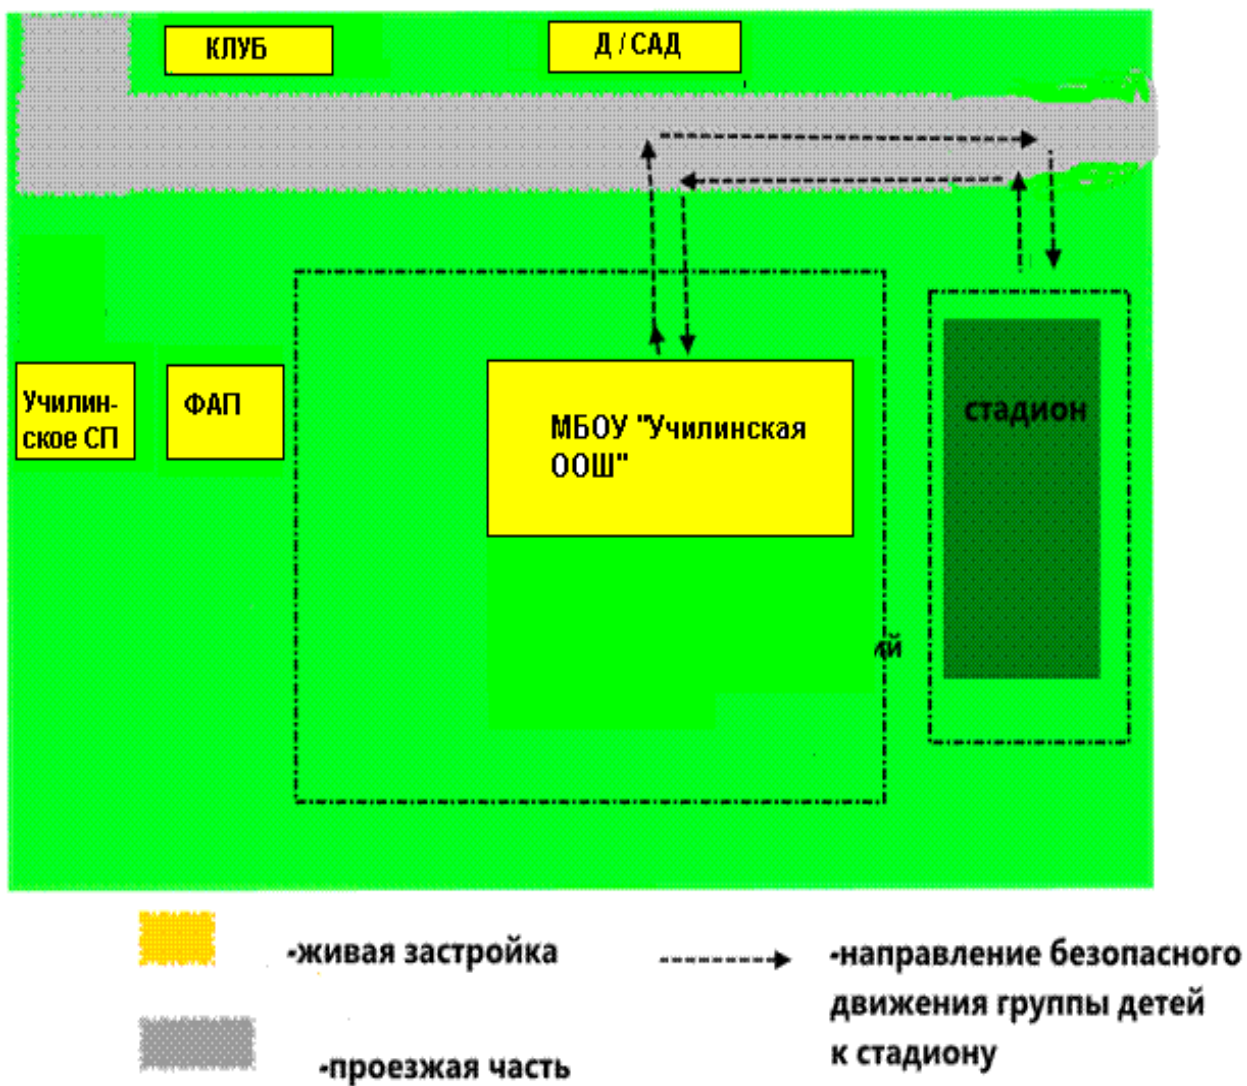 КЛУБ
Д / САД
Училин-
ское СП
ФАП
МБОУ "Училинская
ООШ"
стадион
ий
-живая застройка
-направление безопасного
движения группы детей
к стадиону
-проезжая часть